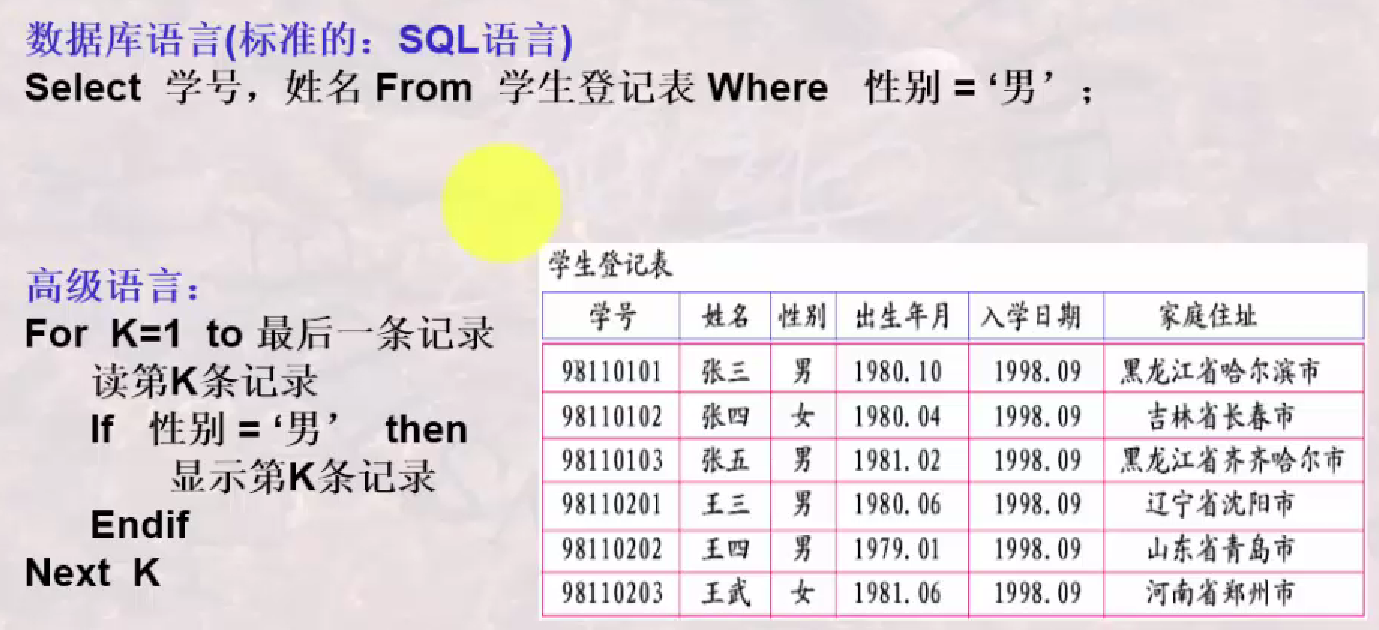 数据库语言(标准的：SQL语言)
Select 学号，姓名 From 学生登记表 Where 性别 = ‘男’；
高级语言：
For K=1 to 最后一条记录
读第K条记录
If 性别 = ‘男’ then
显示第K条记录
Endif
Next K
学生登记表
学号 姓名 性别 出生年月 入学日期 家庭住址
98110101 张三 男 1980.10 1998.09 黑龙江省哈尔滨市
98110102 张四 女 1980.04 1998.09 吉林省长春市
98110103 张五 男 1981.02 1998.09 黑龙江省齐齐哈尔市
98110201 王三 男 1980.06 1998.09 辽宁省沈阳市
98110202 王四 男 1979.01 1998.09 山东省青岛市
98110203 王武 女 1981.06 1998.09 河南省郑州市